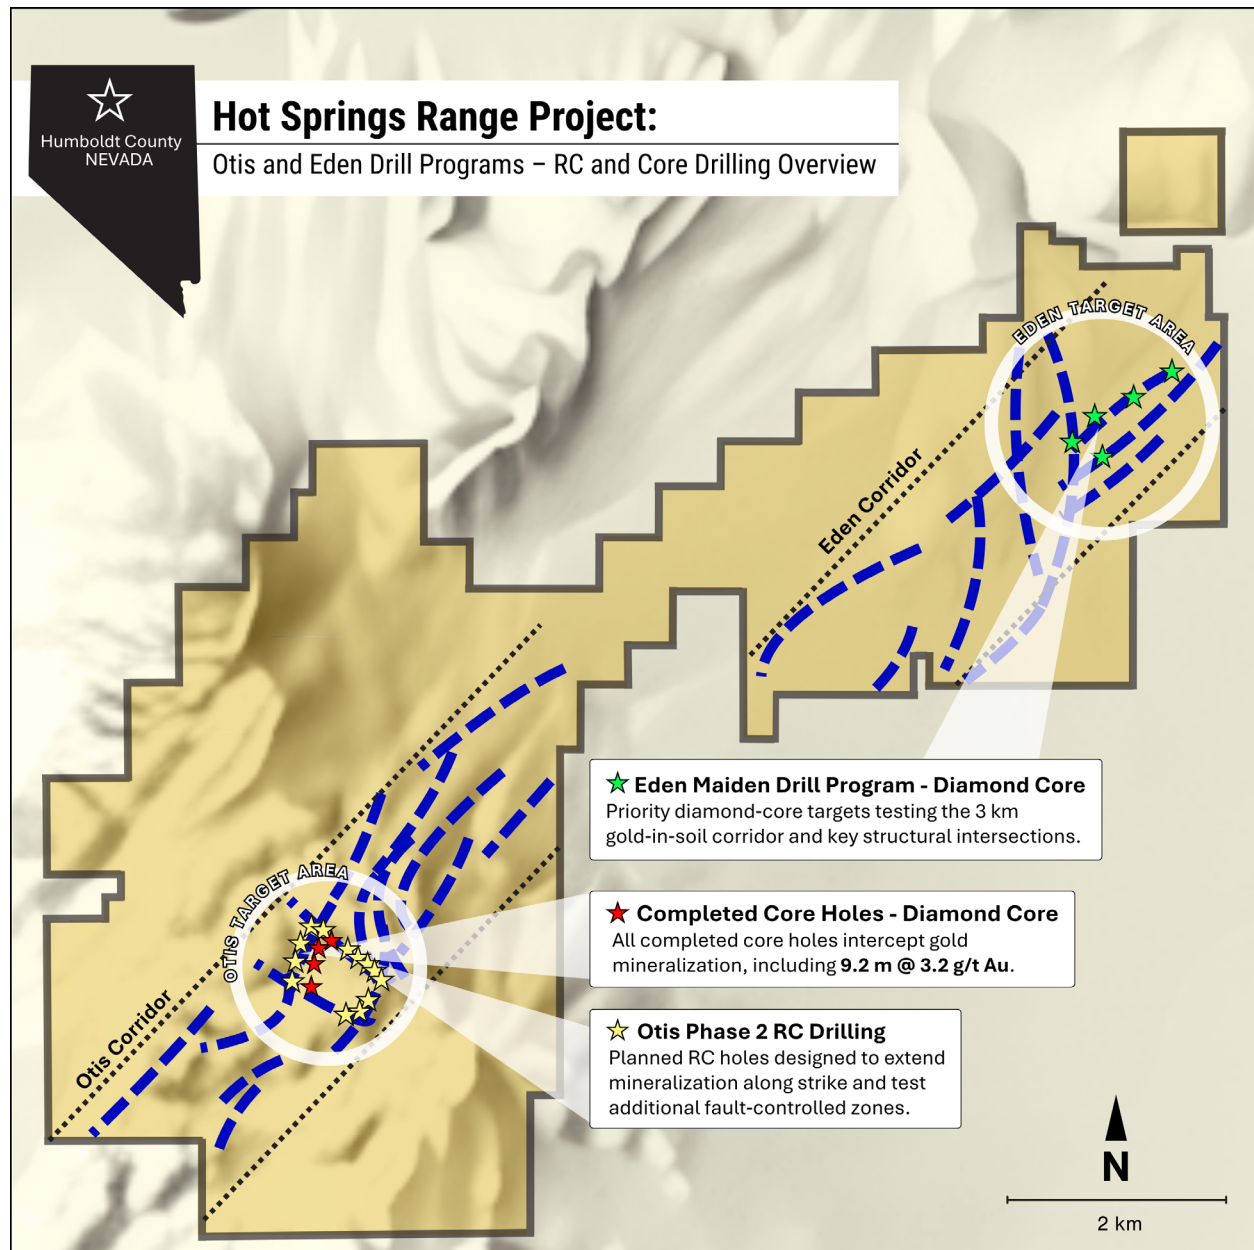 Humboldt County
NEVADA
Hot Springs Range Project:
Otis and Eden Drill Programs – RC and Core Drilling Overview
EDEN TARGET AREA
Eden Corridor
Eden Maiden Drill Program - Diamond Core
Priority diamond-core targets testing the 3 km
gold-in-soil corridor and key structural intersections.
OTIS TARGET AREA
Completed Core Holes - Diamond Core
All completed core holes intercept gold
mineralization, including 9.2 m @ 3.2 g/t Au.
Otis Corridor
Otis Phase 2 RC Drilling
Planned RC holes designed to extend
mineralization along strike and test
additional fault-controlled zones.
N
2 km